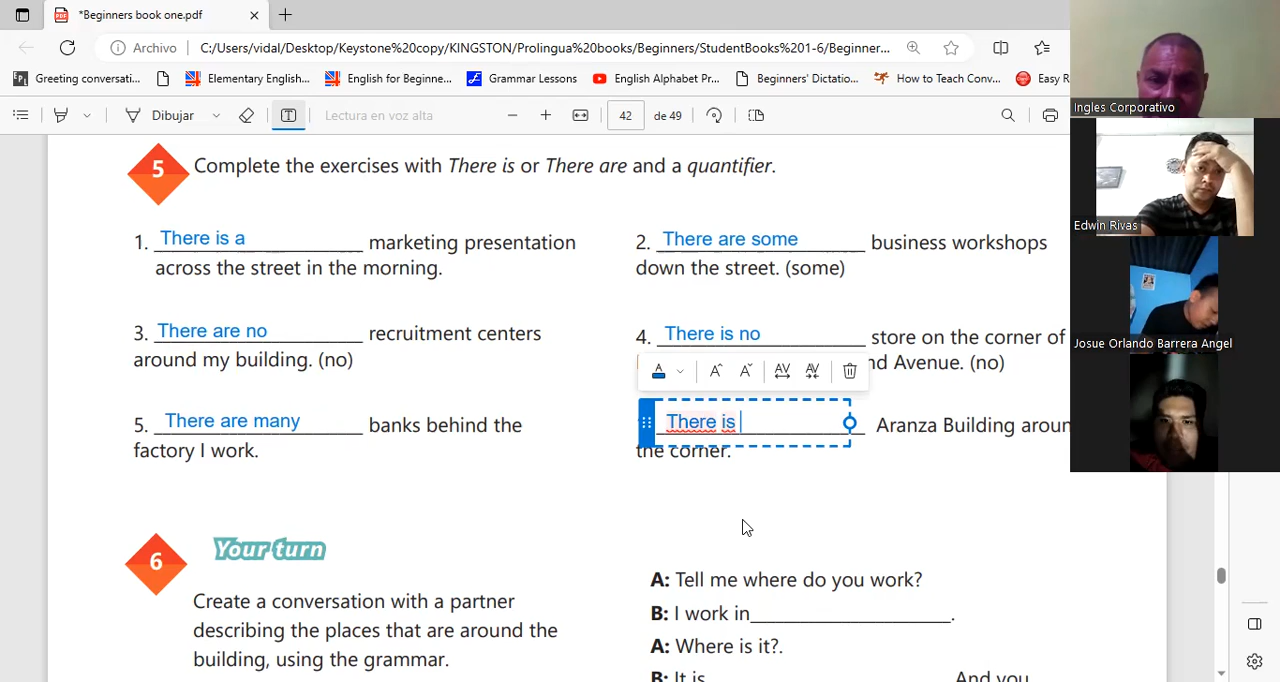 *Beginners book one.pdf
Archivo C:/Users/vidal/Desktop/Keystone%20copy/KINGSTON/Prolingua%20books/Beginners/StudentBooks%201-6/Beginner...
Greeting conversati... Elementary English... English for Beginne... Grammar Lessons English Alphabet Pr... Beginners' Dictatio... How to Teach Conv... Easy R
Dibujar Lectura en voz alta 42 de 49
5 Complete the exercises with There is or There are and a quantifier.
1. There is a marketing presentation
across the street in the morning.
2. There are some business workshops
down the street. (some)
3. There are no recruitment centers
around my building. (no)
4. There is no store on the corner of
nd Avenue. (no)
5. There are many banks behind the
factory I work.
There is Aranza Building aroun
the corner.
6 Your turn
Create a conversation with a partner
describing the places that are around the
building, using the grammar.
A: Tell me where do you work?
B: I work in____________________.
A: Where is it?.
B: It is And you
Ingles Corporativo
Edwin Rivas
Josue Orlando Barrera Angel